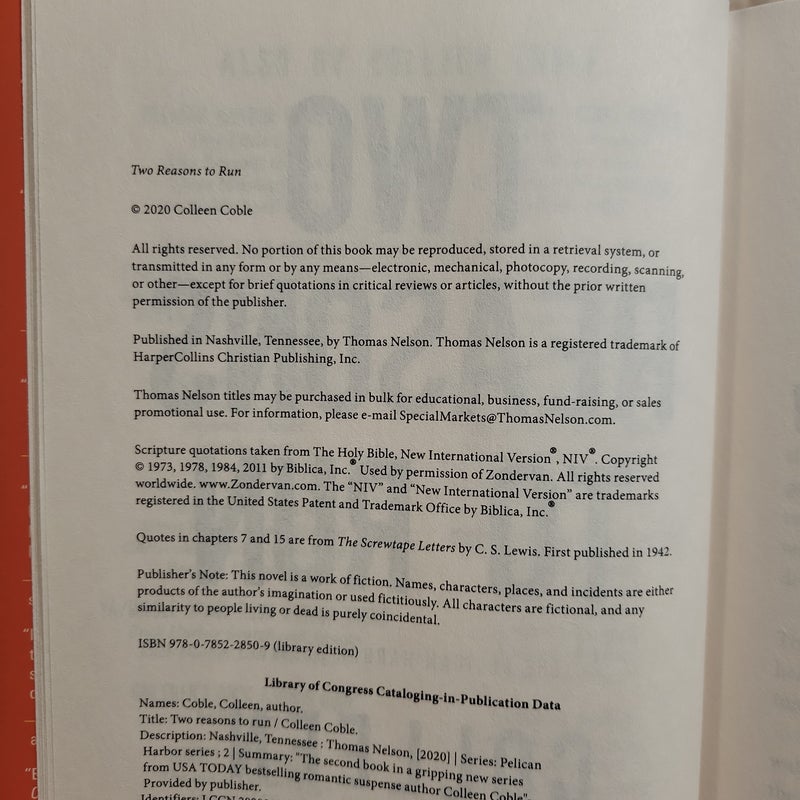 Two Reasons to Run
© 2020 Colleen Coble
All rights reserved. No portion of this book may be reproduced, stored in a retrieval system, or
transmitted in any form or by any means—electronic, mechanical, photocopy, recording, scanning,
or other—except for brief quotations in critical reviews or articles, without the prior written
permission of the publisher.
Published in Nashville, Tennessee, by Thomas Nelson. Thomas Nelson is a registered trademark of
HarperCollins Christian Publishing, Inc.
Thomas Nelson titles may be purchased in bulk for educational, business, fund-raising, or sales
promotional use. For information, please e-mail SpecialMarkets@ThomasNelson.com.
Scripture quotations taken from The Holy Bible, New International Version®, NIV®. Copyright
© 1973, 1978, 1984, 2011 by Biblica, Inc.® Used by permission of Zondervan. All rights reserved
worldwide. www.Zondervan.com. The “NIV” and “New International Version” are trademarks
registered in the United States Patent and Trademark Office by Biblica, Inc.®
Quotes in chapters 7 and 15 are from The Screwtape Letters by C. S. Lewis. First published in 1942.
Publisher’s Note: This novel is a work of fiction. Names, characters, places, and incidents are either
products of the author’s imagination or used fictitiously. All characters are fictional, and any
similarity to people living or dead is purely coincidental.
ISBN 978-0-7852-2850-9 (library edition)
Library of Congress Cataloging-in-Publication Data
Names: Coble, Colleen, author.
Title: Two reasons to run / Colleen Coble.
Description: Nashville, Tennessee : Thomas Nelson, [2020] | Series: Pelican
Harbor series ; 2 | Summary: "The second book in a gripping new series
from USA TODAY bestselling romantic suspense author Colleen Coble"--
Provided by publisher.
Identifiers: LCCN